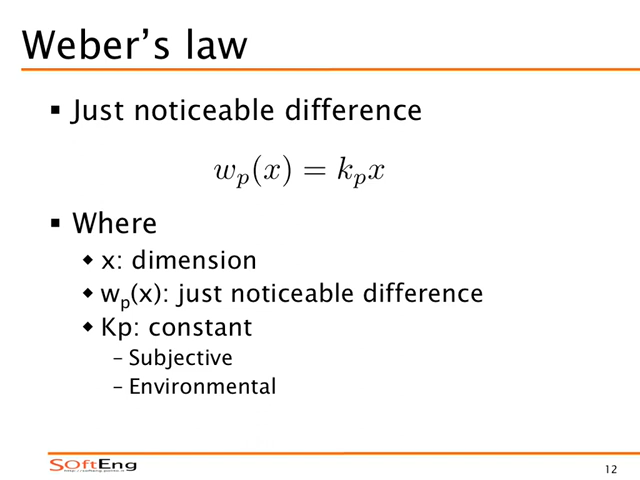 Weber's law
▪ Just noticeable difference
w_p(x) = k_p x
▪ Where
◆ x: dimension
◆ w_p(x): just noticeable difference
◆ Kp: constant
– Subjective
– Environmental
SOftEng
12